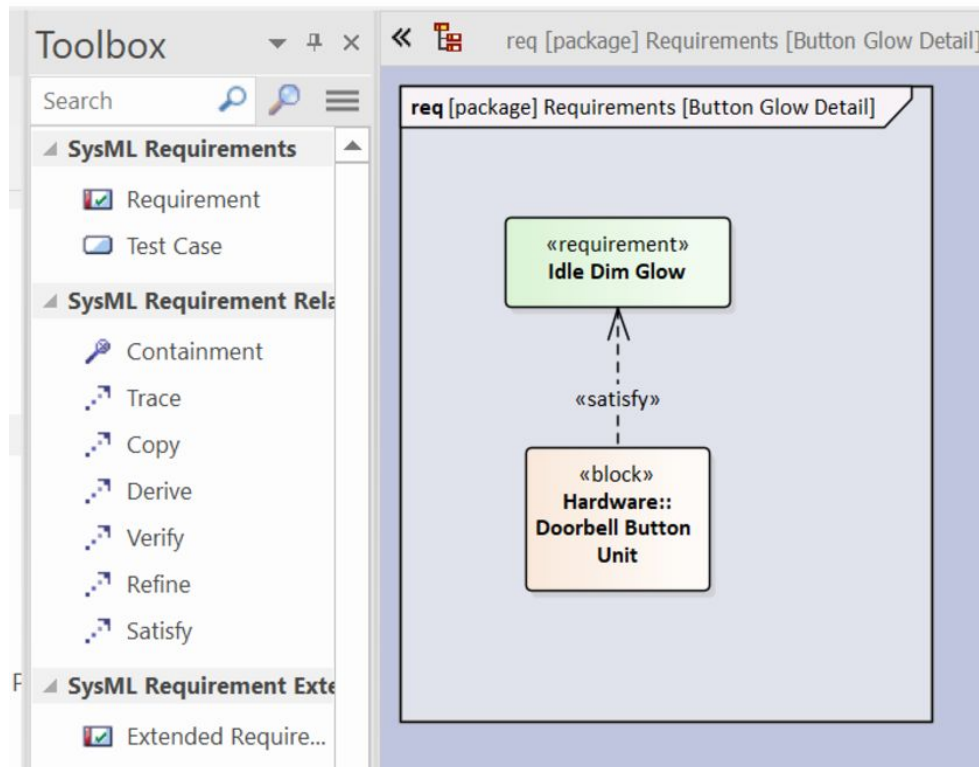 Toolbox
Search
SysML Requirements
Requirement
Test Case
SysML Requirement Rela
Containment
Trace
Copy
Derive
Verify
Refine
Satisfy
SysML Requirement Exte
Extended Require...
req [package] Requirements [Button Glow Detail]
req [package] Requirements [Button Glow Detail]
«requirement»
Idle Dim Glow
«satisfy»
«block»
Hardware::
Doorbell Button
Unit